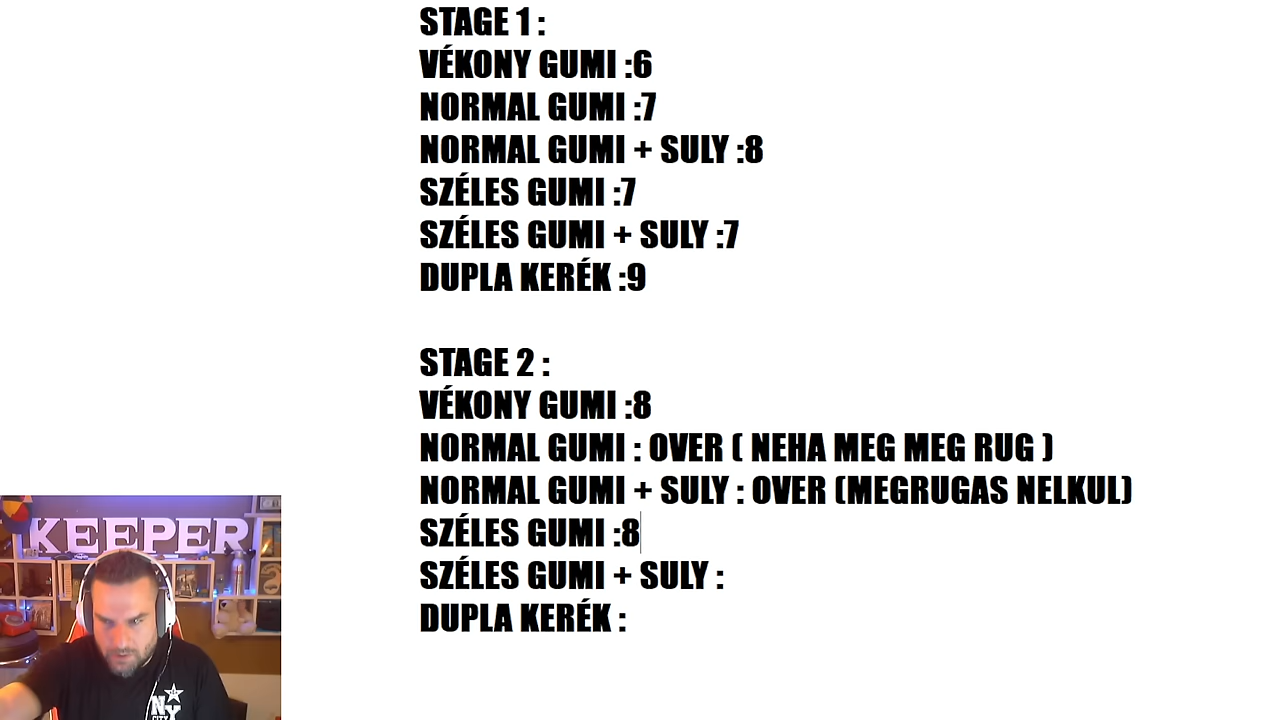 STAGE 1 :
VÉKONY GUMI :6
NORMAL GUMI :7
NORMAL GUMI + SULY :8
SZÉLES GUMI :7
SZÉLES GUMI + SULY :7
DUPLA KERÉK :9
STAGE 2 :
VÉKONY GUMI :8
NORMAL GUMI : OVER ( NEHA MEG MEG RUG )
NORMAL GUMI + SULY : OVER (MEGRUGAS NELKUL)
SZÉLES GUMI :8
SZÉLES GUMI + SULY :
DUPLA KERÉK :
KEEPER
NY
CITY